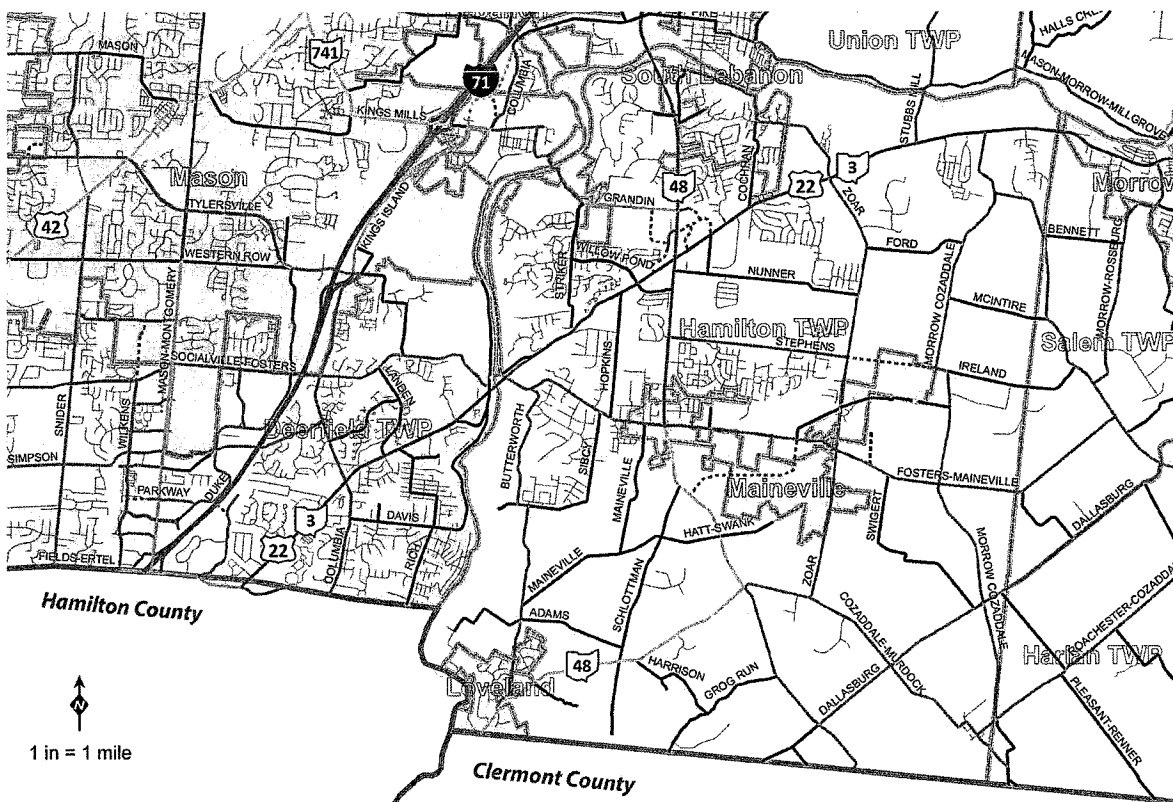 PIKE
HALLS CRE
Union TWP
MASON
741
71
COLUMBIA
South Lebanon
STUBBS MILL
MASON-MORROW-MILLGROVE
KINGS MILLS
COCHRAN
3
22
48
ZOAR
Mason
Morrow
TYLERSVILLE
KINGS ISLAND
GRANDIN
42
BENNETT
FORD
WESTERN ROW
WILLOW POND
STRIKER
NUNNER
MORROW-ROSSBURG
MCINTIRE
MASON-MONTGOMERY
Hamilton TWP
STEPHENS
MORROW COZADDALE
Salem TWP
SOCIALVILLE-FOSTERS
HOPKINS
IRELAND
SNIDER
WILKENS
Deerfield TWP
BUTTERWORTH
SIBCY
MAINEVILLE
SIMPSON
FOSTERS-MAINEVILLE
PARKWAY
DUKE
Maineville
DALLASBURG
3
DAVIS
SWIGERT
22
COLUMBIA
RICH
HATT-SWANK
FIELDS-ERTEL
MAINEVILLE
SCHLOTTMAN
ZOAR
MORROW COZADDALE
Hamilton County
ADAMS
COZADDALE-MURDOCK
ROACHESTER-COZADDA
48
HARRISON
GROG RUN
DALLASBURG
Harlan TWP
Loveland
PLEASANT-RENNER
N
1 in = 1 mile
Clermont County